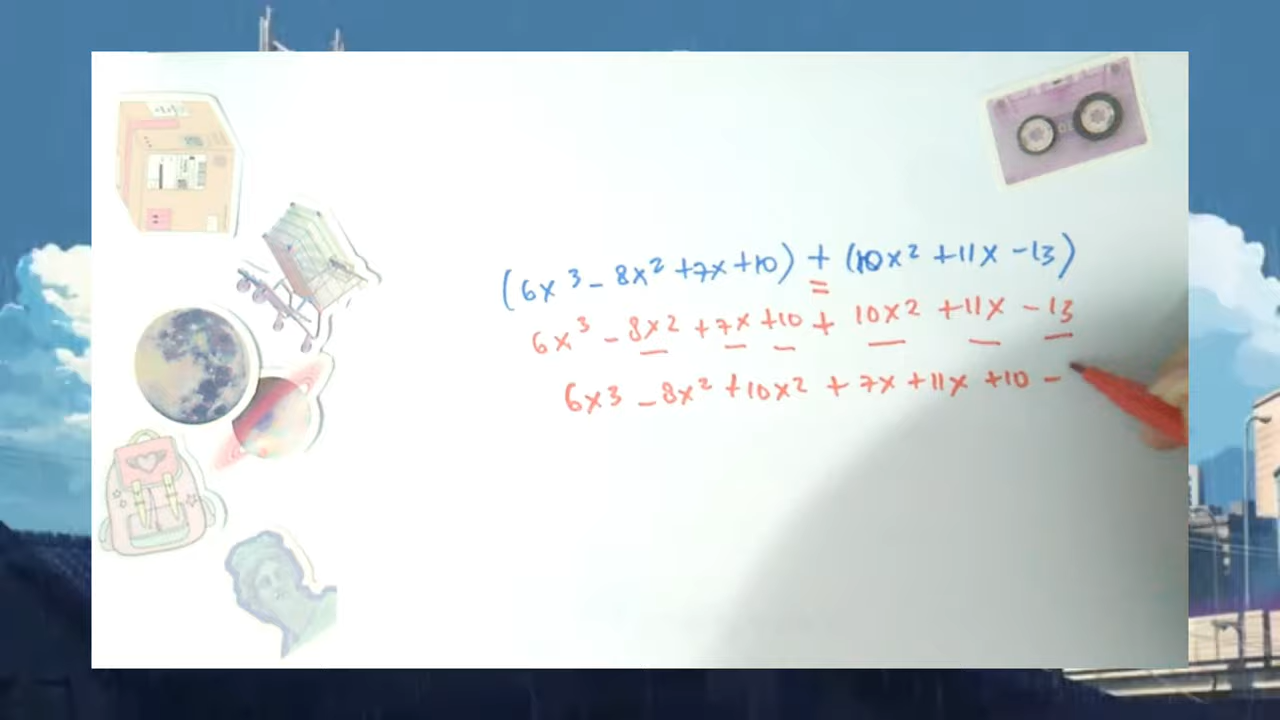 (6x³ - 8x² + 7x + 10) + (10x² + 11x - 13)
6x³ - 8x2 + 7x + 10 + 10x2 + 11x - 13
6x3 - 8x² + 10x2 + 7x + 11x + 10 -